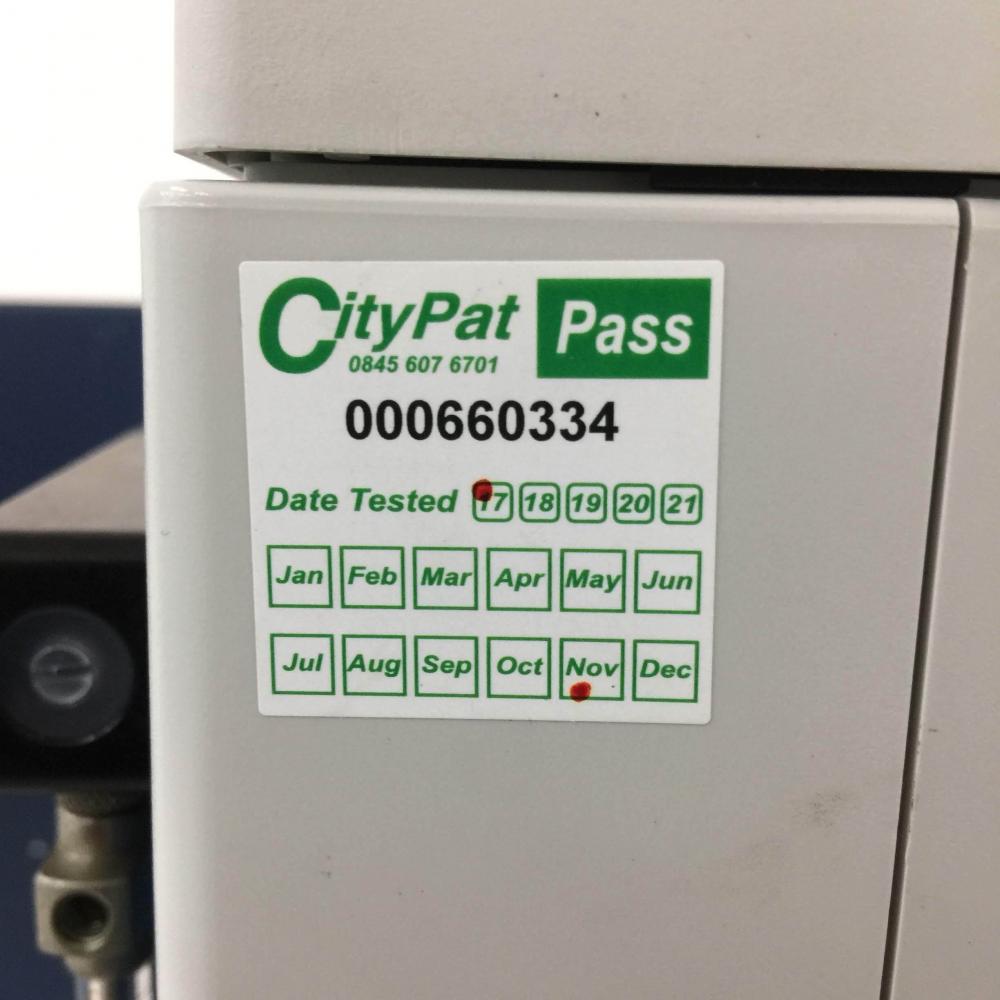 CityPat Pass
0845 607 6701
000660334
Date Tested 17 18 19 20 21
Jan Feb Mar Apr May Jun
Jul Aug Sep Oct Nov Dec